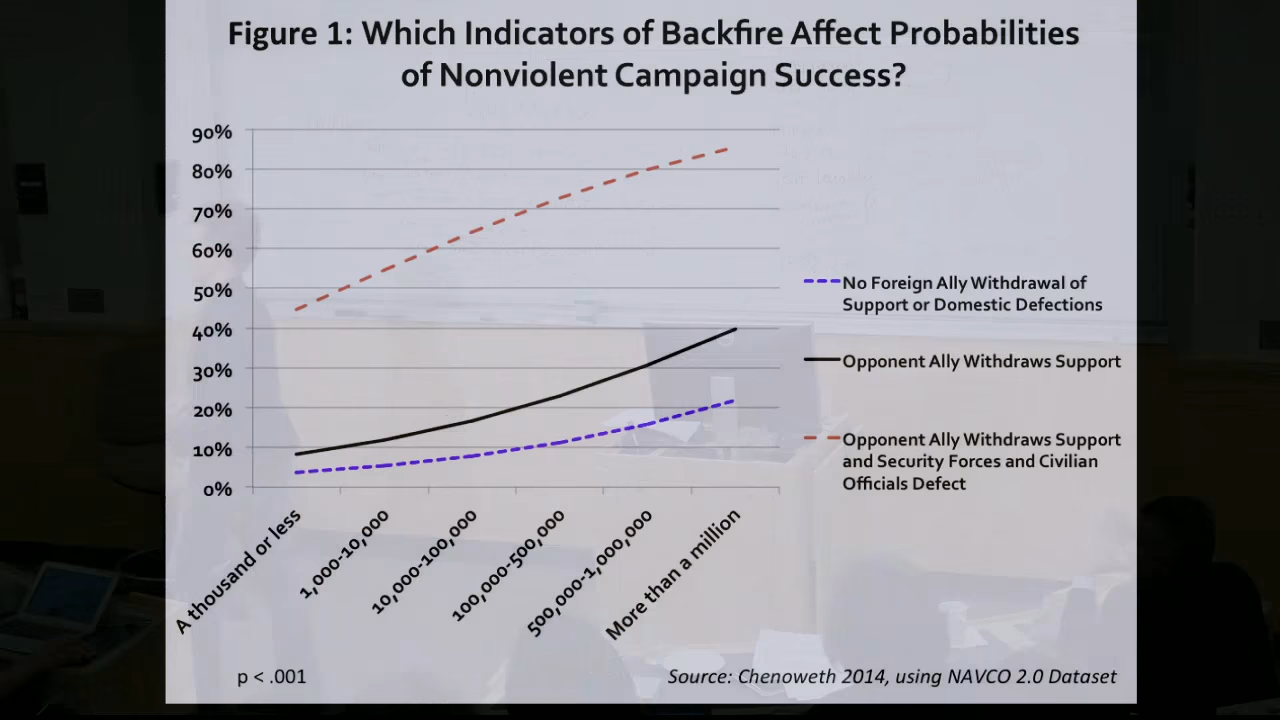 Figure 1: Which Indicators of Backfire Affect Probabilities
of Nonviolent Campaign Success?
90%
80%
70%
60%
50%
40%
30%
20%
10%
0%
A thousand or less
1,000-10,000
10,000-100,000
100,000-500,000
500,000-1,000,000
More than a million
No Foreign Ally Withdrawal of
Support or Domestic Defections
Opponent Ally Withdraws Support
Opponent Ally Withdraws Support
and Security Forces and Civilian
Officials Defect
p < .001
Source: Chenoweth 2014, using NAVCO 2.0 Dataset